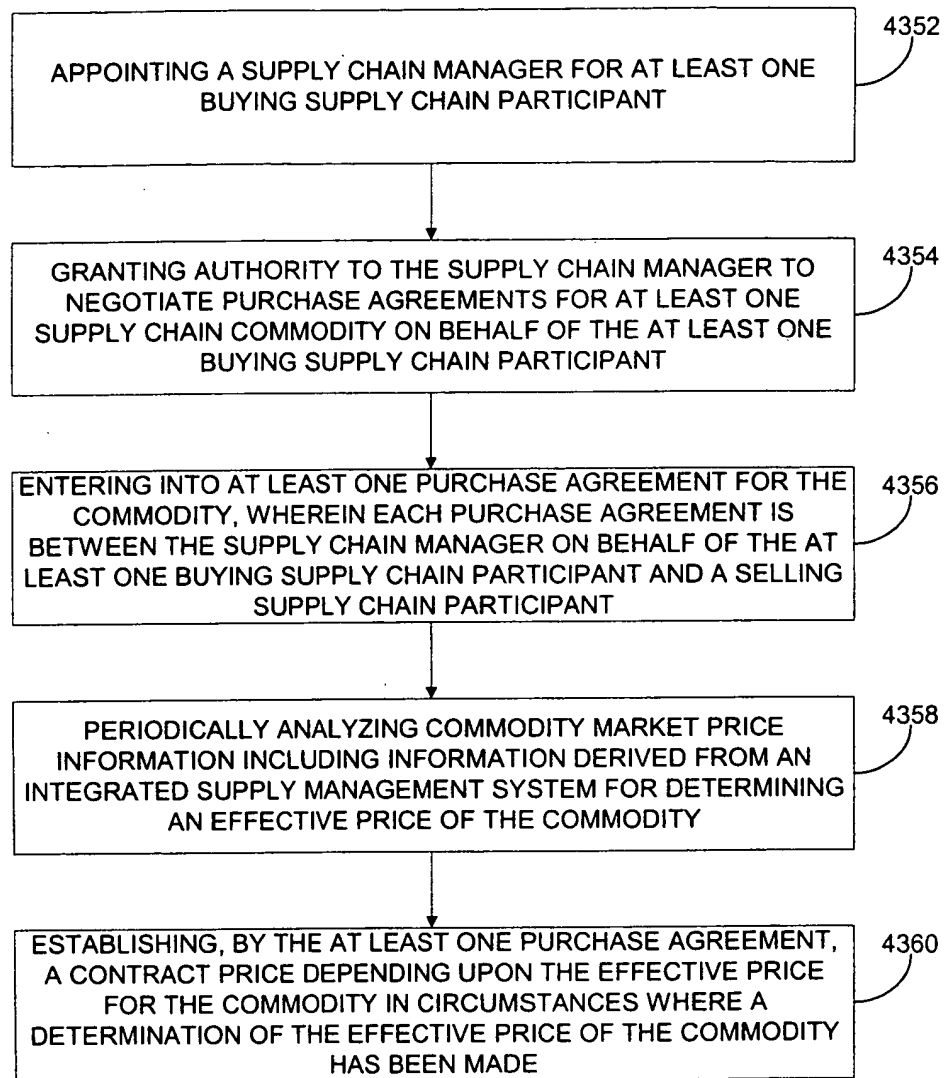 4352
APPOINTING A SUPPLY CHAIN MANAGER FOR AT LEAST ONE
BUYING SUPPLY CHAIN PARTICIPANT
4354
GRANTING AUTHORITY TO THE SUPPLY CHAIN MANAGER TO
NEGOTIATE PURCHASE AGREEMENTS FOR AT LEAST ONE
SUPPLY CHAIN COMMODITY ON BEHALF OF THE AT LEAST ONE
BUYING SUPPLY CHAIN PARTICIPANT
4356
ENTERING INTO AT LEAST ONE PURCHASE AGREEMENT FOR THE
COMMODITY, WHEREIN EACH PURCHASE AGREEMENT IS
BETWEEN THE SUPPLY CHAIN MANAGER ON BEHALF OF THE AT
LEAST ONE BUYING SUPPLY CHAIN PARTICIPANT AND A SELLING
SUPPLY CHAIN PARTICIPANT
4358
PERIODICALLY ANALYZING COMMODITY MARKET PRICE
INFORMATION INCLUDING INFORMATION DERIVED FROM AN
INTEGRATED SUPPLY MANAGEMENT SYSTEM FOR DETERMINING
AN EFFECTIVE PRICE OF THE COMMODITY
4360
ESTABLISHING, BY THE AT LEAST ONE PURCHASE AGREEMENT,
A CONTRACT PRICE DEPENDING UPON THE EFFECTIVE PRICE
FOR THE COMMODITY IN CIRCUMSTANCES WHERE A
DETERMINATION OF THE EFFECTIVE PRICE OF THE COMMODITY
HAS BEEN MADE